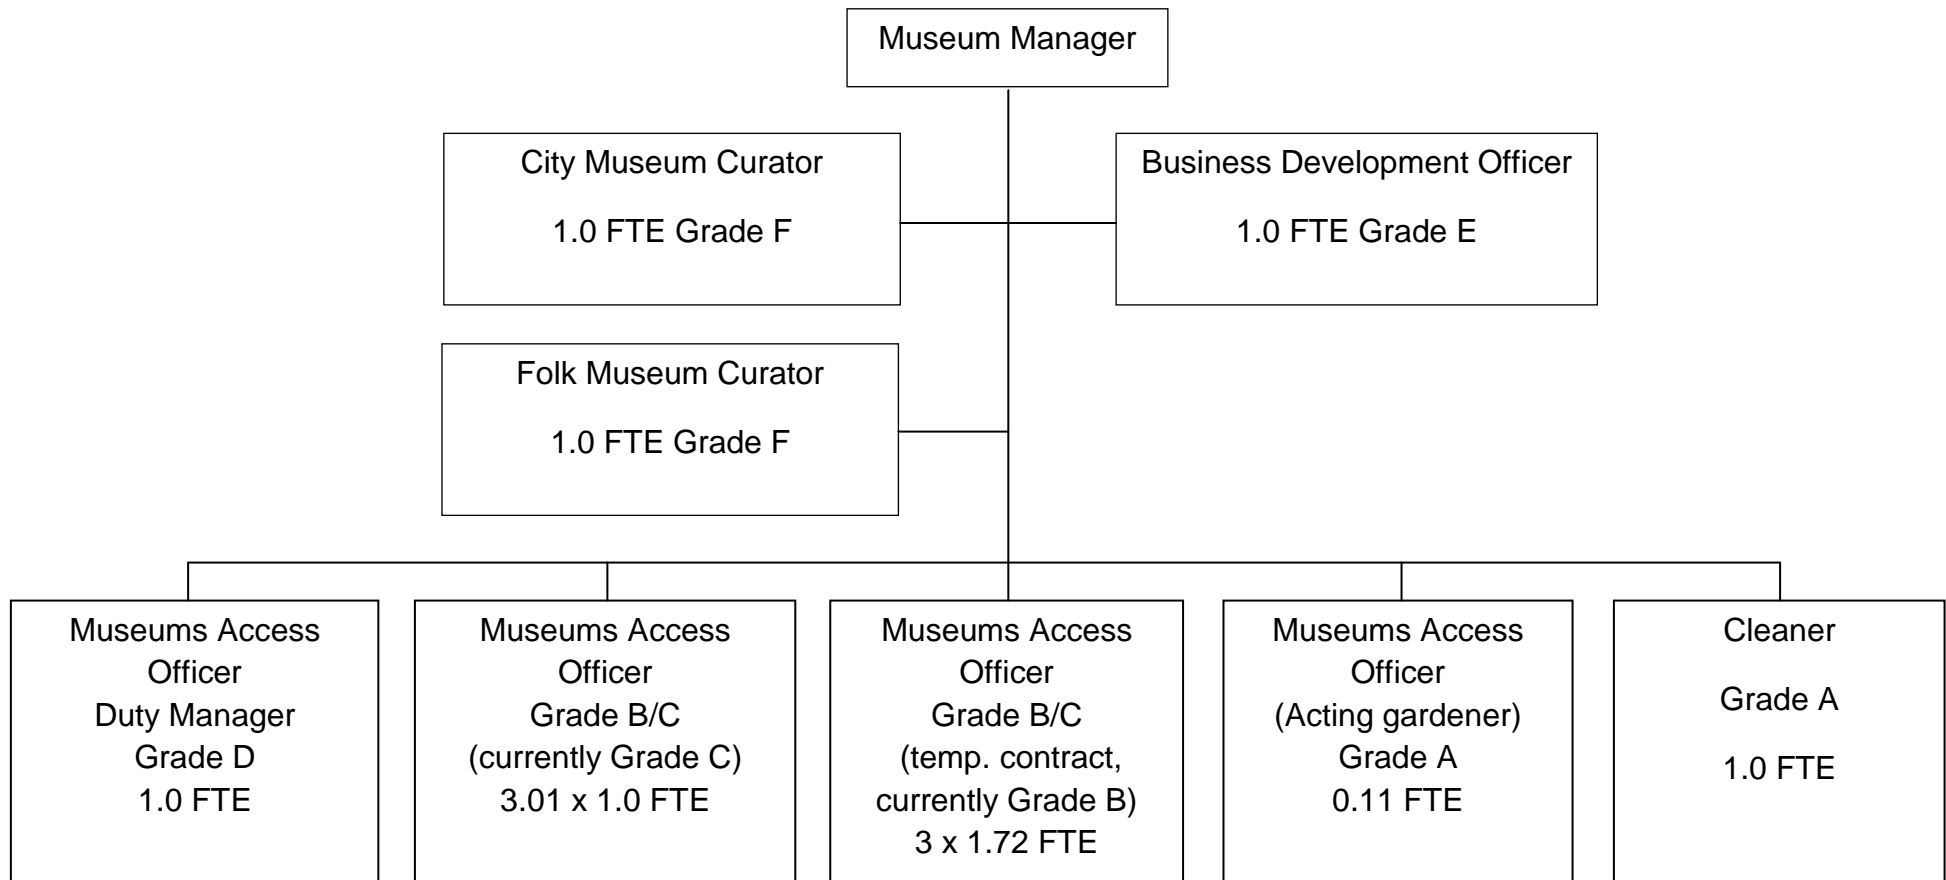 Museum Manager
City Museum Curator
1.0 FTE Grade F
Business Development Officer
1.0 FTE Grade E
Folk Museum Curator
1.0 FTE Grade F
Museums Access
Officer
Duty Manager
Grade D
1.0 FTE
Museums Access
Officer
Grade B/C
(currently Grade C)
3.01 x 1.0 FTE
Museums Access
Officer
Grade B/C
(temp. contract,
currently Grade B)
3 x 1.72 FTE
Museums Access
Officer
(Acting gardener)
Grade A
0.11 FTE
Cleaner
Grade A
1.0 FTE